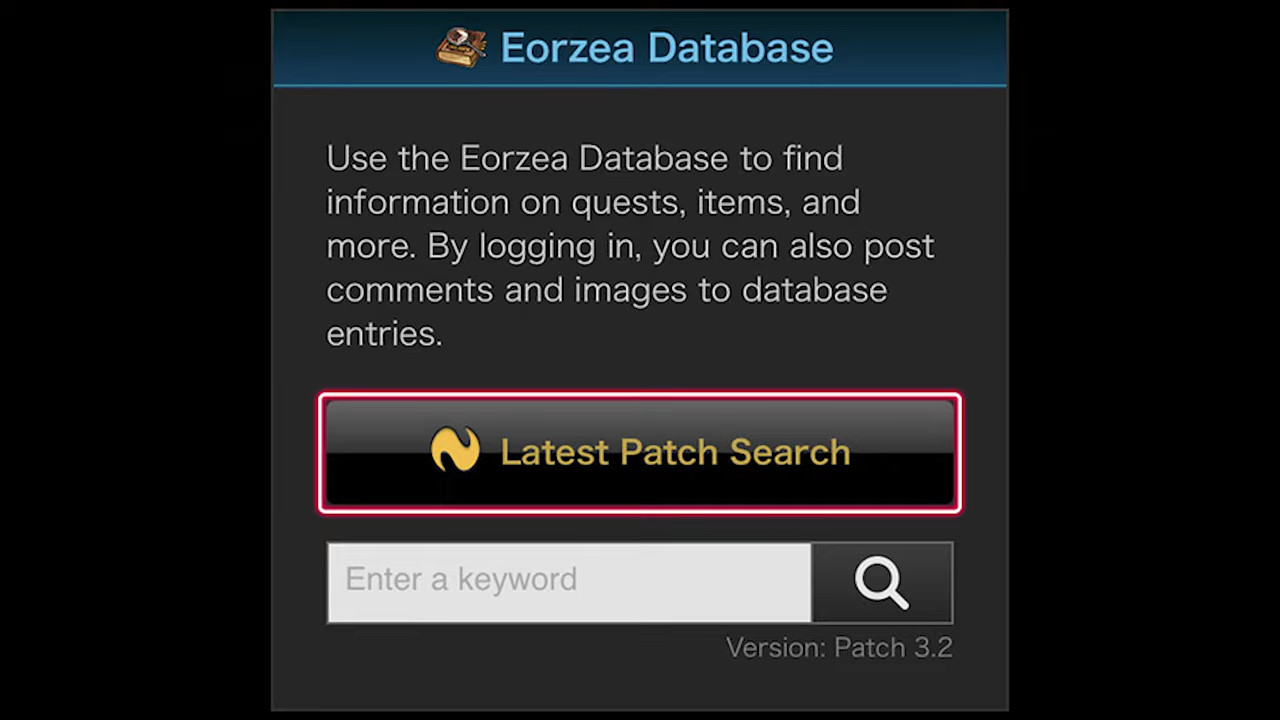 Eorzea Database
Use the Eorzea Database to find
information on quests, items, and
more. By logging in, you can also post
comments and images to database
entries.
Latest Patch Search
Enter a keyword
Version: Patch 3.2